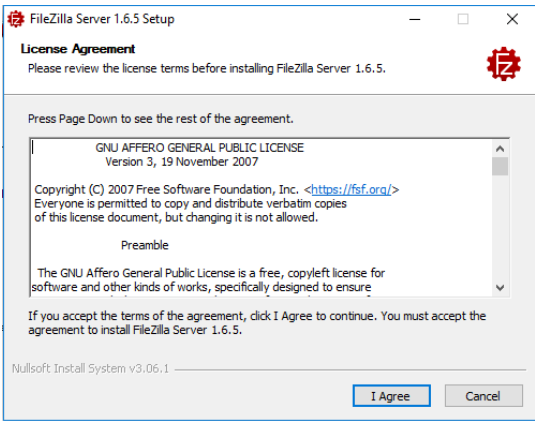 FileZilla Server 1.6.5 Setup
License Agreement
Please review the license terms before installing FileZilla Server 1.6.5.
Press Page Down to see the rest of the agreement.
GNU AFFERO GENERAL PUBLIC LICENSE
Version 3, 19 November 2007
Copyright (C) 2007 Free Software Foundation, Inc. <https://fsf.org/>
Everyone is permitted to copy and distribute verbatim copies
of this license document, but changing it is not allowed.
Preamble
The GNU Affero General Public License is a free, copyleft license for
software and other kinds of works, specifically designed to ensure
If you accept the terms of the agreement, click I Agree to continue. You must accept the
agreement to install FileZilla Server 1.6.5.
Nullsoft Install System v3.06.1
I Agree
Cancel